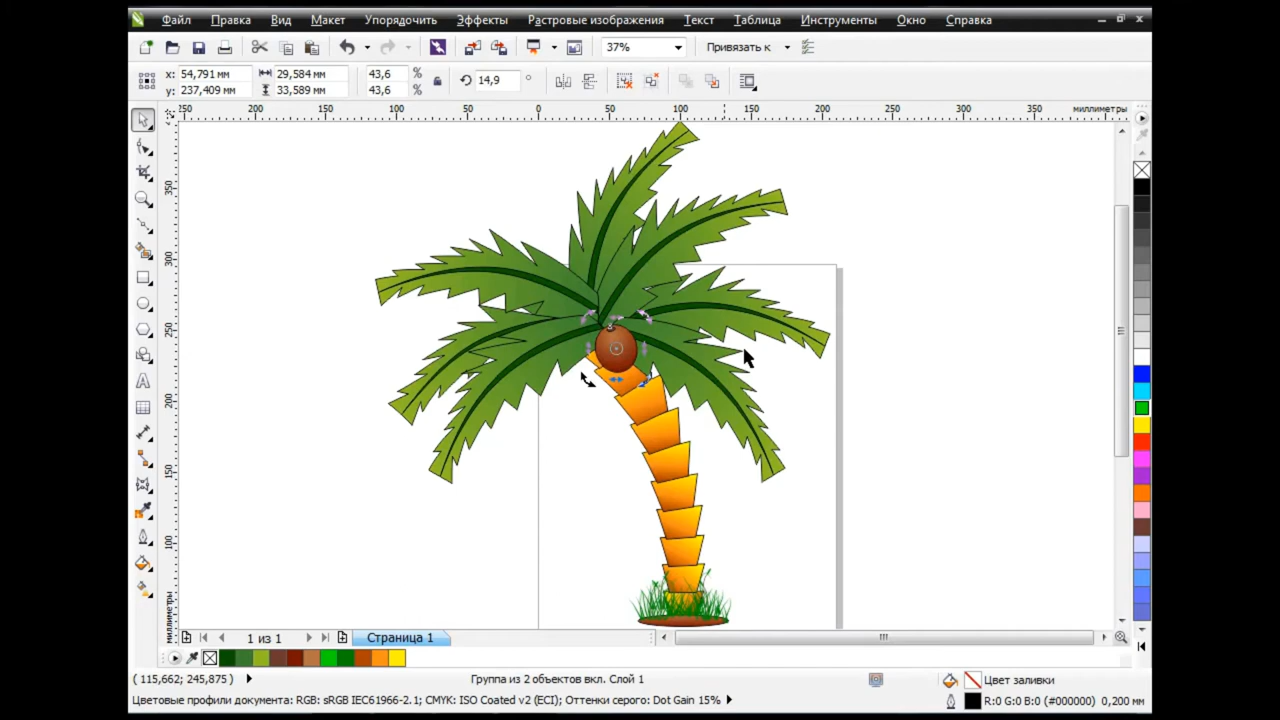 Файл Правка Вид Макет Упорядочить Эффекты Растровые изображения Текст Таблица Инструменты Окно Справка
37% Привязать к
x: 54,791 мм 29,584 мм 43,6 % 14,9 °
y: 237,409 мм 33,589 мм 43,6 %
250 200 150 100 50 0 50 100 150 200 250 300 350 миллиметры
350
300
250
200
150
100
миллиметры
1 из 1 Страница 1
( 115,662; 245,875 ) Группа из 2 объектов вкл. Слой 1 Цвет заливки
Цветовые профили документа: RGB: sRGB IEC61966-2.1; CMYK: ISO Coated v2 (ECI); Оттенки серого: Dot Gain 15% R:0 G:0 B:0 (#000000) 0,200 мм